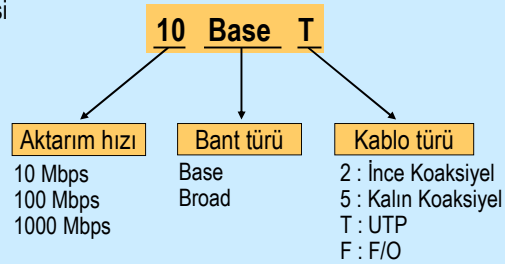 si
10 Base T
Aktarım hızı
10 Mbps
100 Mbps
1000 Mbps
Bant türü
Base
Broad
Kablo türü
2 : İnce Koaksiyel
5 : Kalın Koaksiyel
T : UTP
F : F/O